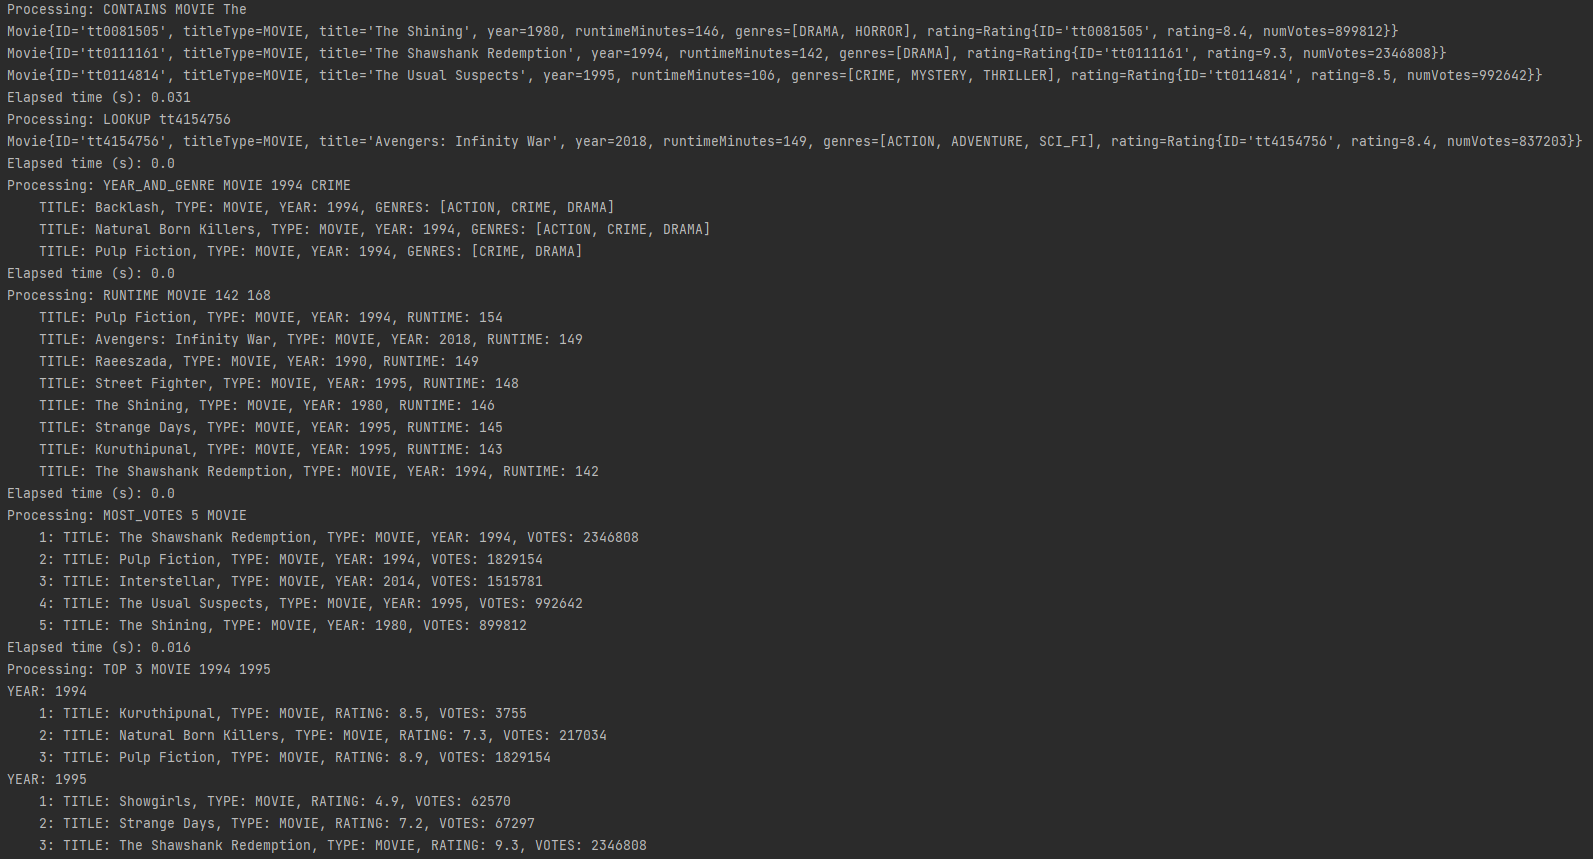 Processing: CONTAINS MOVIE The
Movie{ID='tt0081505', titleType=MOVIE, title='The Shining', year=1980, runtimeMinutes=146, genres=[DRAMA, HORROR], rating=Rating{ID='tt0081505', rating=8.4, numVotes=899812}}
Movie{ID='tt0111161', titleType=MOVIE, title='The Shawshank Redemption', year=1994, runtimeMinutes=142, genres=[DRAMA], rating=Rating{ID='tt0111161', rating=9.3, numVotes=2346808}}
Movie{ID='tt0114814', titleType=MOVIE, title='The Usual Suspects', year=1995, runtimeMinutes=106, genres=[CRIME, MYSTERY, THRILLER], rating=Rating{ID='tt0114814', rating=8.5, numVotes=992642}}
Elapsed time (s): 0.031
Processing: LOOKUP tt4154756
Movie{ID='tt4154756', titleType=MOVIE, title='Avengers: Infinity War', year=2018, runtimeMinutes=149, genres=[ACTION, ADVENTURE, SCI_FI], rating=Rating{ID='tt4154756', rating=8.4, numVotes=837203}}
Elapsed time (s): 0.0
Processing: YEAR_AND_GENRE MOVIE 1994 CRIME
    TITLE: Backlash, TYPE: MOVIE, YEAR: 1994, GENRES: [ACTION, CRIME, DRAMA]
    TITLE: Natural Born Killers, TYPE: MOVIE, YEAR: 1994, GENRES: [ACTION, CRIME, DRAMA]
    TITLE: Pulp Fiction, TYPE: MOVIE, YEAR: 1994, GENRES: [CRIME, DRAMA]
Elapsed time (s): 0.0
Processing: RUNTIME MOVIE 142 168
    TITLE: Pulp Fiction, TYPE: MOVIE, YEAR: 1994, RUNTIME: 154
    TITLE: Avengers: Infinity War, TYPE: MOVIE, YEAR: 2018, RUNTIME: 149
    TITLE: Raeeszada, TYPE: MOVIE, YEAR: 1990, RUNTIME: 149
    TITLE: Street Fighter, TYPE: MOVIE, YEAR: 1995, RUNTIME: 148
    TITLE: The Shining, TYPE: MOVIE, YEAR: 1980, RUNTIME: 146
    TITLE: Strange Days, TYPE: MOVIE, YEAR: 1995, RUNTIME: 145
    TITLE: Kuruthipunal, TYPE: MOVIE, YEAR: 1995, RUNTIME: 143
    TITLE: The Shawshank Redemption, TYPE: MOVIE, YEAR: 1994, RUNTIME: 142
Elapsed time (s): 0.0
Processing: MOST_VOTES 5 MOVIE
    1: TITLE: The Shawshank Redemption, TYPE: MOVIE, YEAR: 1994, VOTES: 2346808
    2: TITLE: Pulp Fiction, TYPE: MOVIE, YEAR: 1994, VOTES: 1829154
    3: TITLE: Interstellar, TYPE: MOVIE, YEAR: 2014, VOTES: 1515781
    4: TITLE: The Usual Suspects, TYPE: MOVIE, YEAR: 1995, VOTES: 992642
    5: TITLE: The Shining, TYPE: MOVIE, YEAR: 1980, VOTES: 899812
Elapsed time (s): 0.016
Processing: TOP 3 MOVIE 1994 1995
YEAR: 1994
    1: TITLE: Kuruthipunal, TYPE: MOVIE, RATING: 8.5, VOTES: 3755
    2: TITLE: Natural Born Killers, TYPE: MOVIE, RATING: 7.3, VOTES: 217034
    3: TITLE: Pulp Fiction, TYPE: MOVIE, RATING: 8.9, VOTES: 1829154
YEAR: 1995
    1: TITLE: Showgirls, TYPE: MOVIE, RATING: 4.9, VOTES: 62570
    2: TITLE: Strange Days, TYPE: MOVIE, RATING: 7.2, VOTES: 67297
    3: TITLE: The Shawshank Redemption, TYPE: MOVIE, RATING: 9.3, VOTES: 2346808